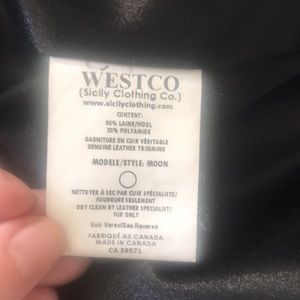 WESTCO
(Sicily Clothing Co.)
www.sicilyclothing.com
CONTENT:
80% LAINE/WOOL
20% POLYAMIDE
GARNITURE EN CUIR VÉRITABLE
GENUINE LEATHER TRIMMING
MODELE/STYLE: MOON
NETTOYER À SEC PAR CUIR SPÉCIALISTE/
FOURRURE SEULEMENT
DRY CLEAN BY LEATHER SPECIALIST/
FUR ONLY
Voir Verso/See Reverse
FABRIQUÉ AU CANADA
MADE IN CANADA
CA 38571